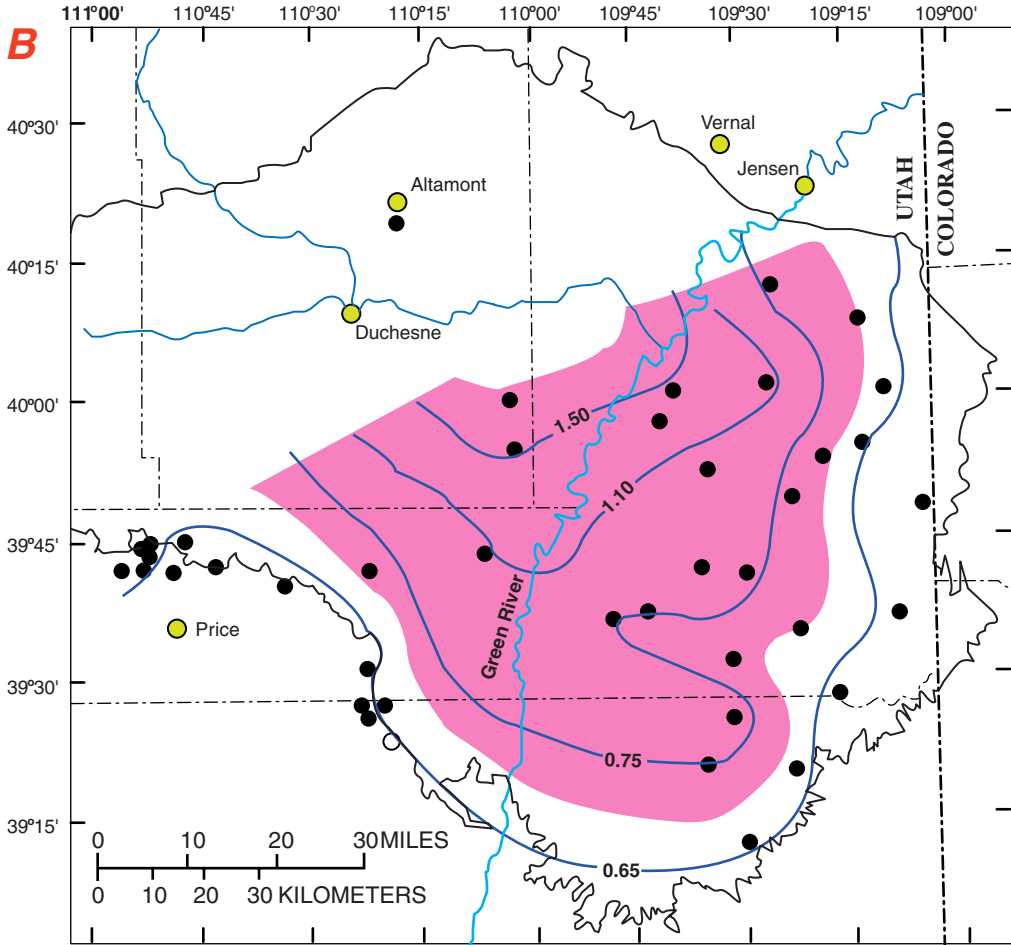 111°00' 110°45' 110°30' 110°15' 110°00' 109°45' 109°30' 109°15' 109°00'
B
40°30'
Vernal
Jensen
UTAH
COLORADO
Altamont
40°15'
Duchesne
40°00'
1.50
1.10
39°45'
Green River
Price
39°30'
0.75
39°15'
0 10 20 30 MILES
0.65
0 10 20 30 KILOMETERS